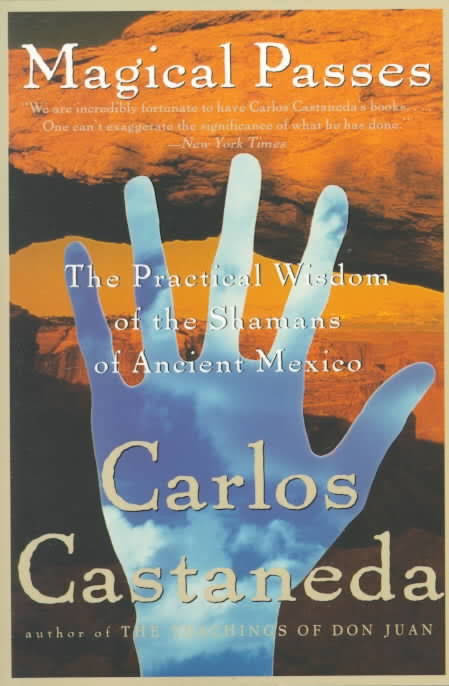 Magical Passes
"We are incredibly fortunate to have Carlos Castaneda's books. . . .
One can't exaggerate the significance of what he has done."
—New York Times
The Practical Wisdom
of the Shamans
of Ancient Mexico
Carlos
Castaneda
author of THE TEACHINGS OF DON JUAN